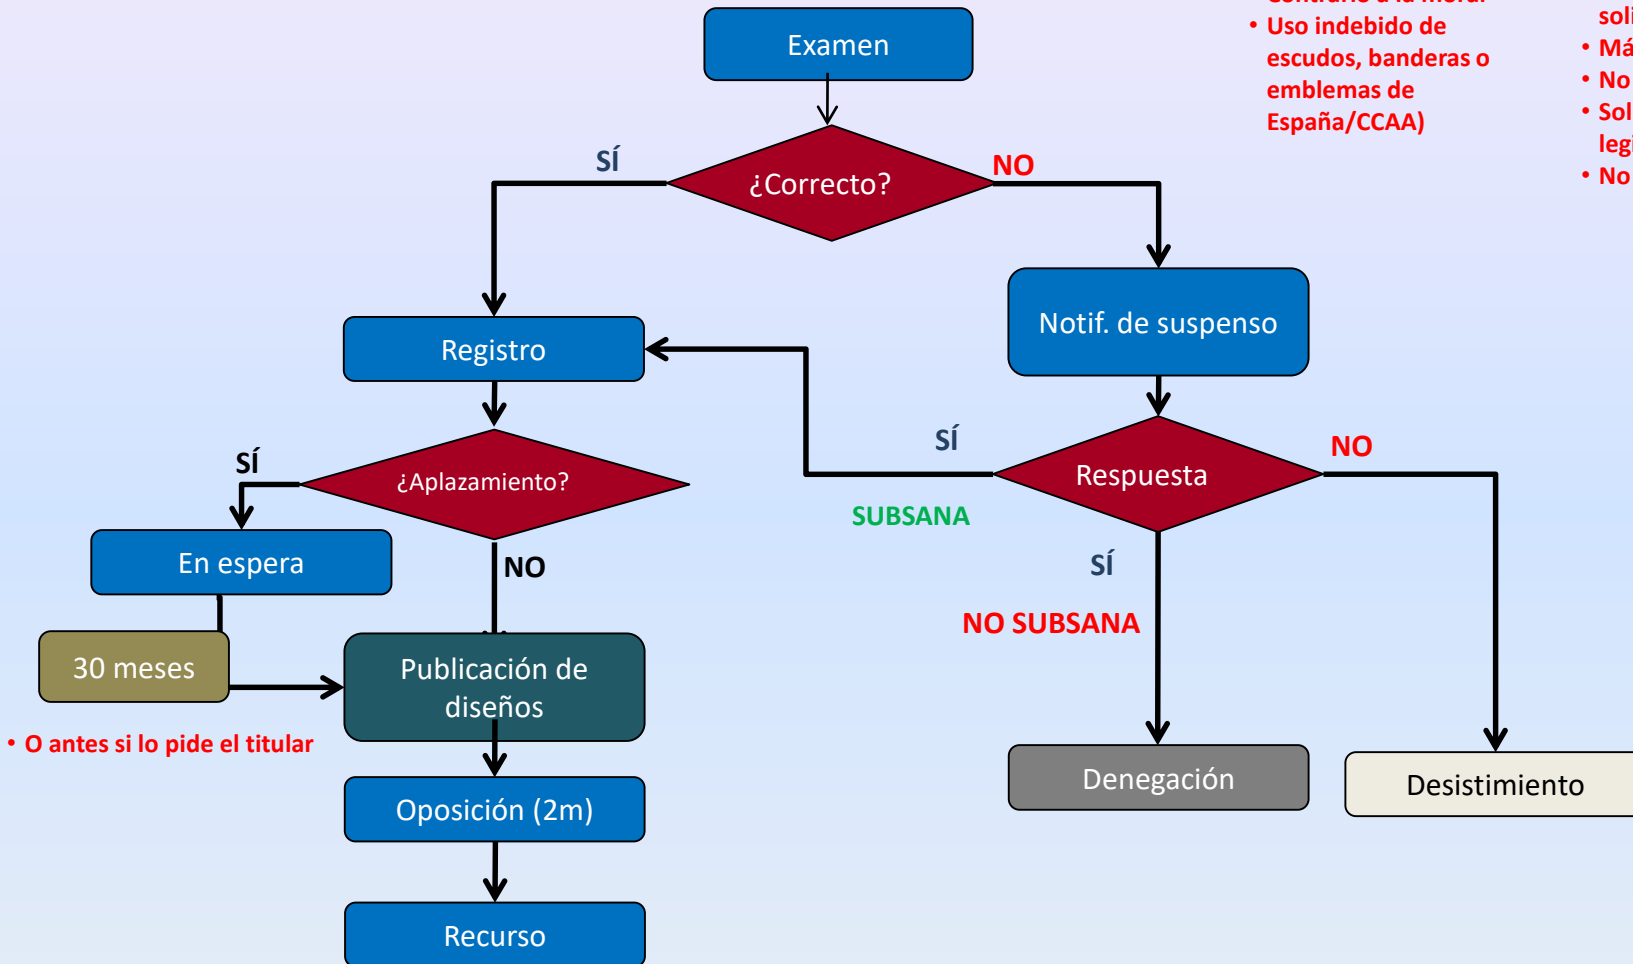 Examen
• Uso indebido de
escudos, banderas o
emblemas de
España/CCAA)
• No
• No
SÍ
¿Correcto?
NO
Registro
Notif. de suspenso
SÍ
¿Aplazamiento?
SÍ
SUBSANA
Respuesta
NO
En espera
NO
SÍ
NO SUBSANA
30 meses
Publicación de
diseños
• O antes si lo pide el titular
Oposición (2m)
Denegación
Desistimiento
Recurso